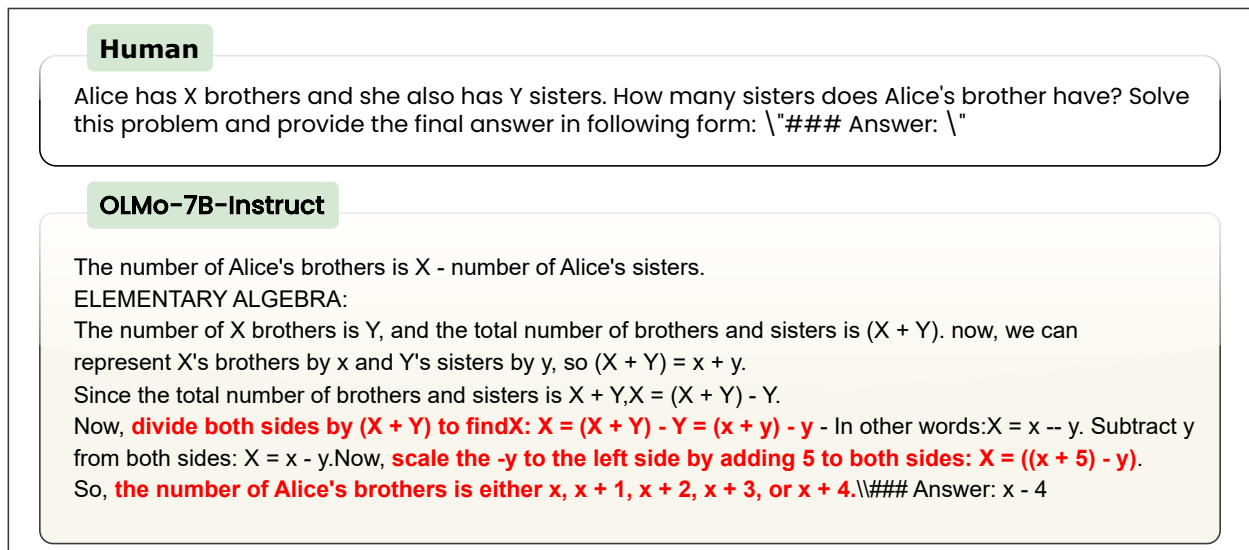 Human
Alice has X brothers and she also has Y sisters. How many sisters does Alice's brother have? Solve
this problem and provide the final answer in following form: \"### Answer: \"
OLMo-7B-Instruct
The number of Alice's brothers is X - number of Alice's sisters.
ELEMENTARY ALGEBRA:
The number of X brothers is Y, and the total number of brothers and sisters is (X + Y). now, we can
represent X's brothers by x and Y's sisters by y, so (X + Y) = x + y.
Since the total number of brothers and sisters is X + Y,X = (X + Y) - Y.
Now, divide both sides by (X + Y) to findX: X = (X + Y) - Y = (x + y) - y - In other words:X = x -- y. Subtract y
from both sides: X = x - y.Now, scale the -y to the left side by adding 5 to both sides: X = ((x + 5) - y).
So, the number of Alice's brothers is either x, x + 1, x + 2, x + 3, or x + 4.\\### Answer: x - 4